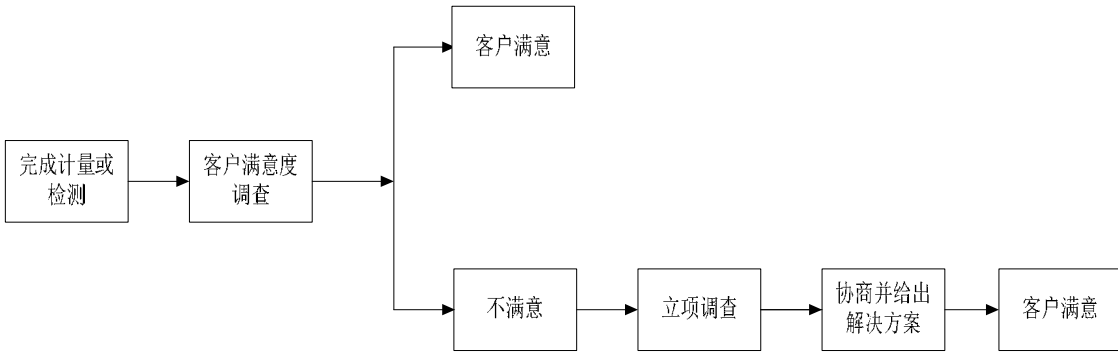 客户满意
完成计量或
检测
客户满意度
调查
不满意
立项调查
协商并给出
解决方案
客户满意